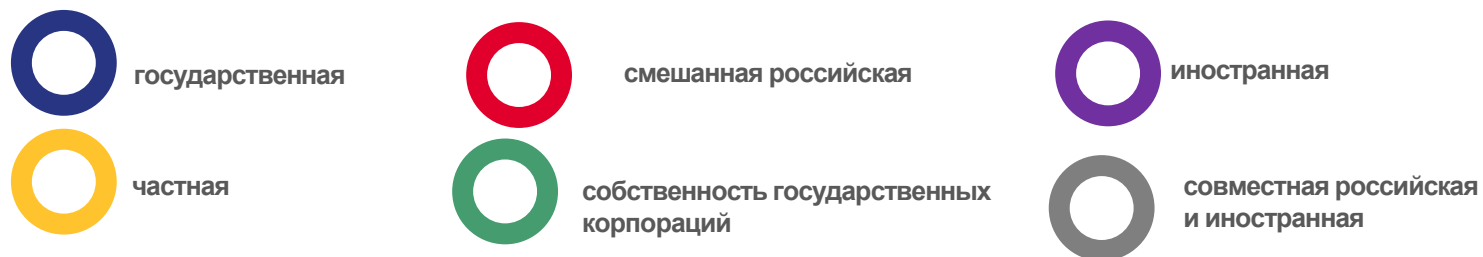 государственная
смешанная российская
иностранная
частная
собственность государственных
корпораций
совместная российская
и иностранная